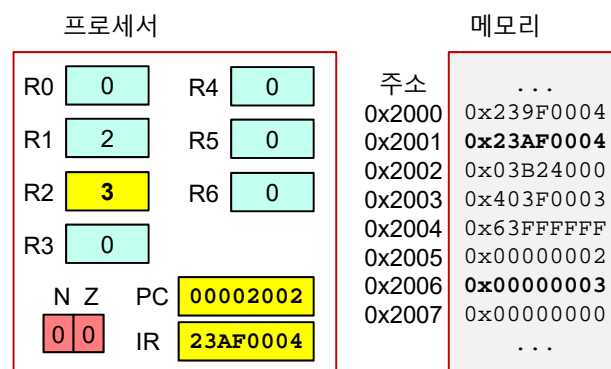 프로세서
메모리
R0 0 R4 0
R1 2 R5 0
R2 3 R6 0
R3 0
N Z PC 00002002
0 0 IR 23AF0004
주소 ...
0x2000 0x239F0004
0x2001 0x23AF0004
0x2002 0x03B24000
0x2003 0x403F0003
0x2004 0x63FFFFFF
0x2005 0x00000002
0x2006 0x00000003
0x2007 0x00000000
...